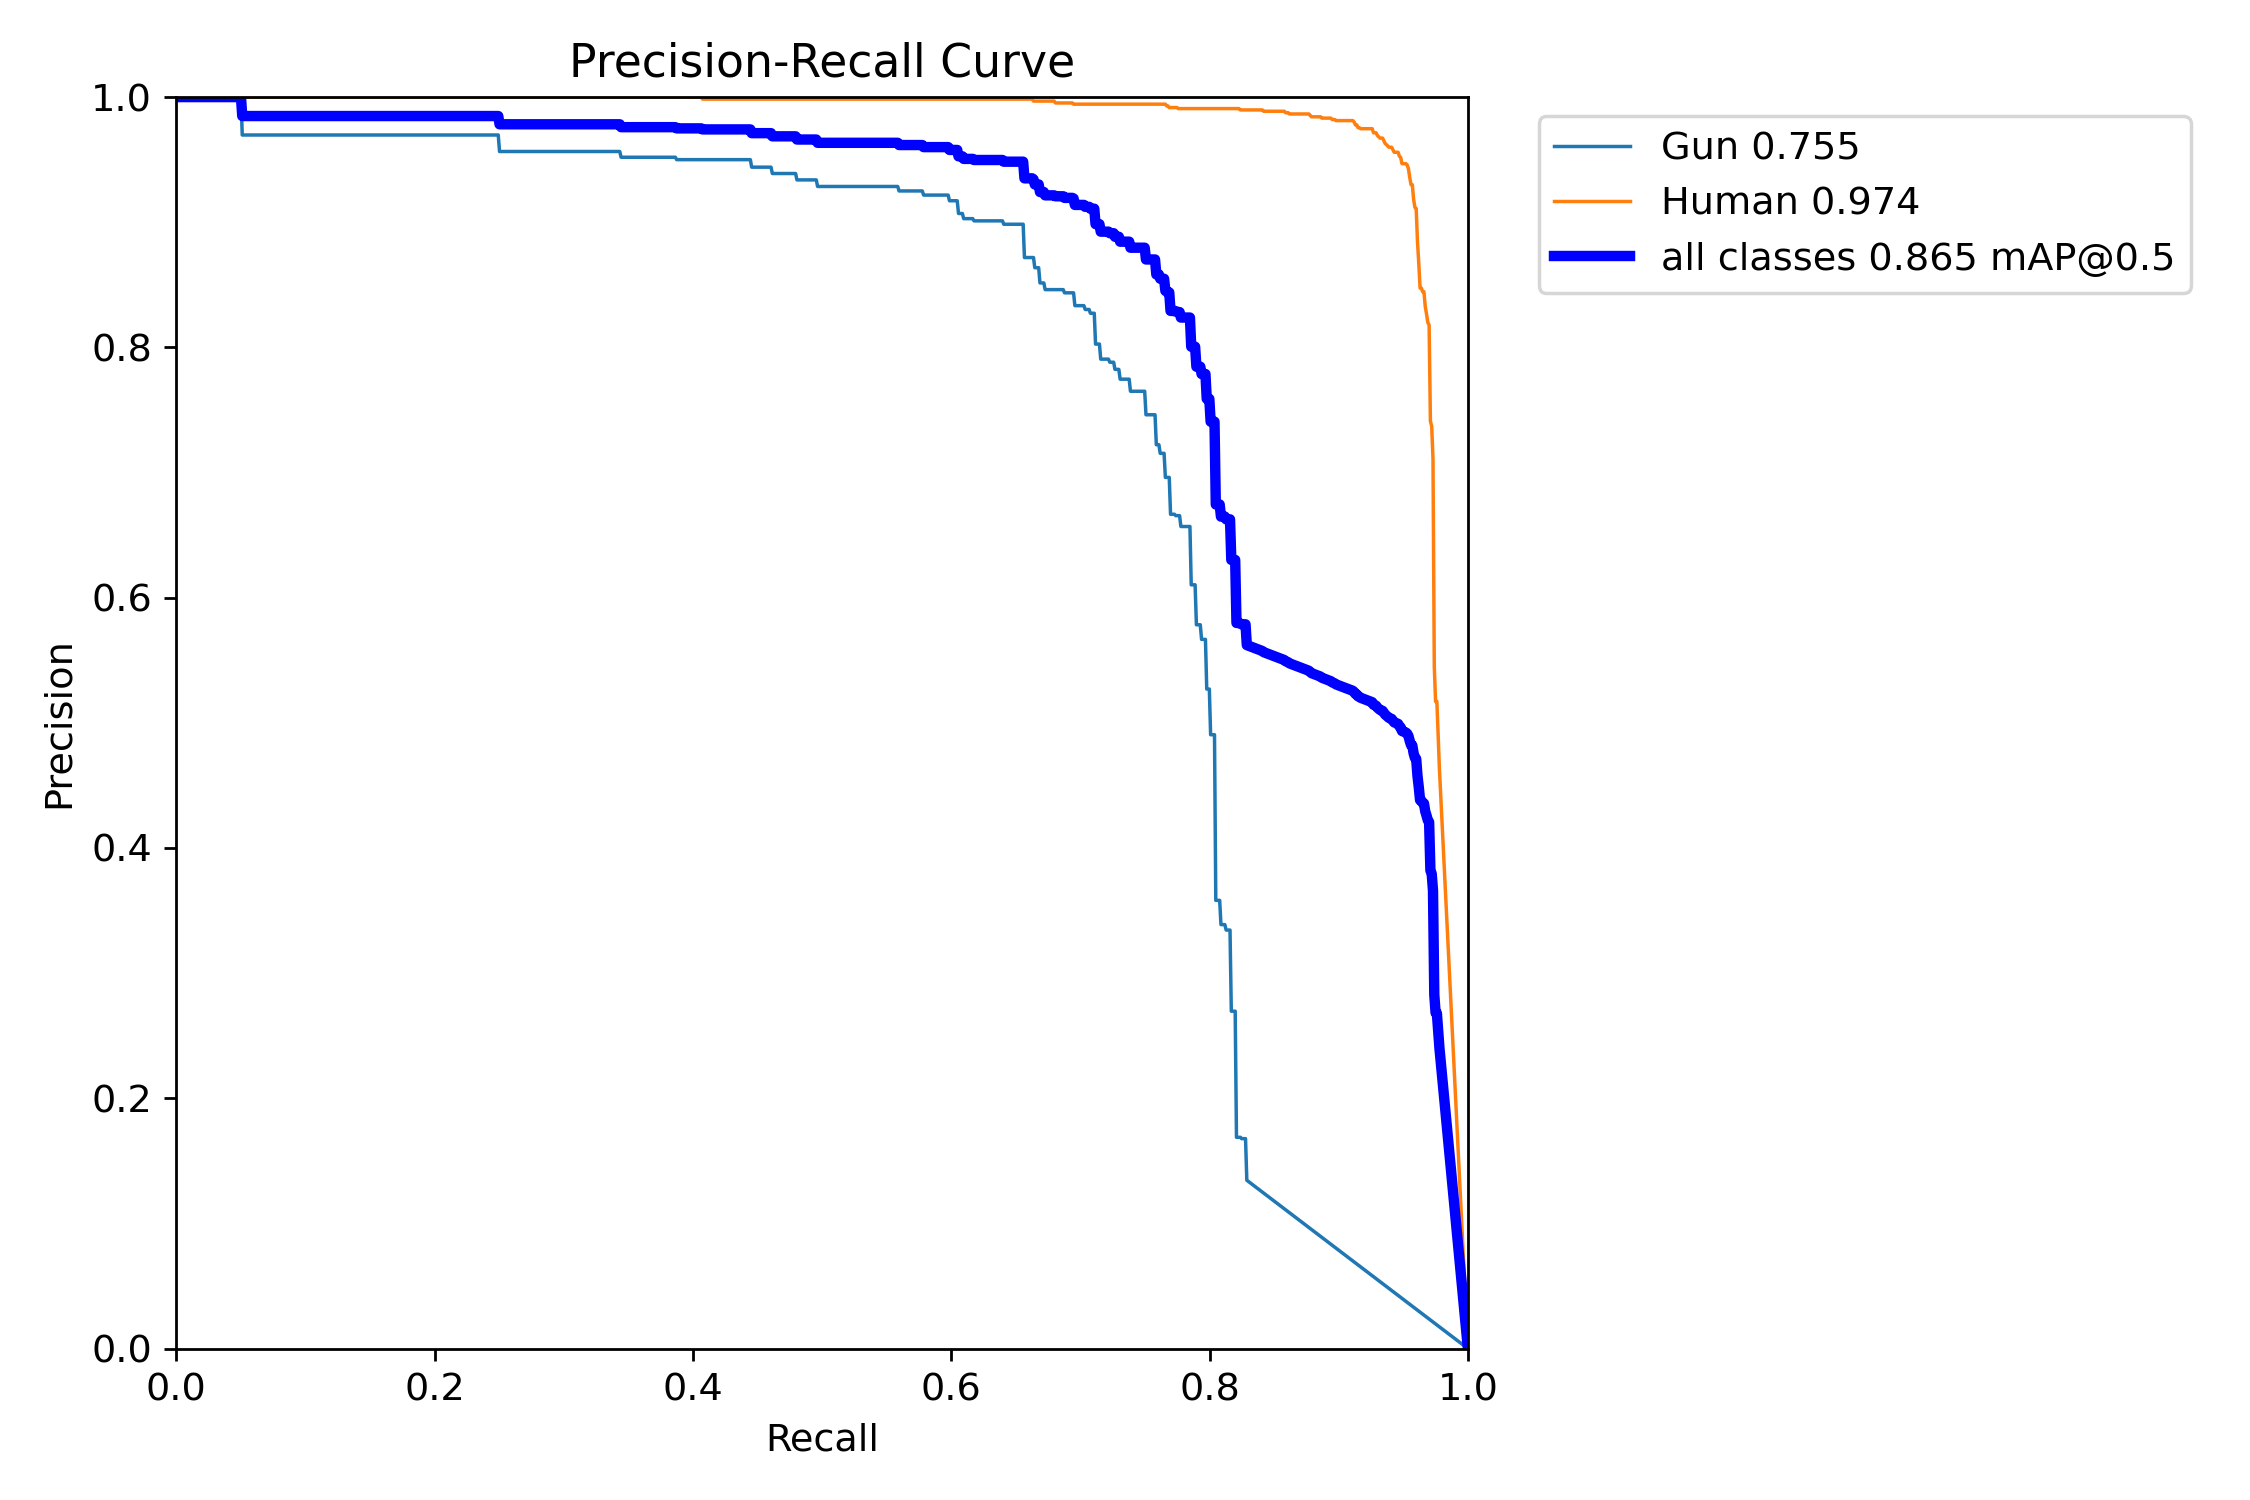 Precision-Recall Curve
1.0
0.8
0.6
0.4
0.2
0.0
Precision
0.0 0.2 0.4 0.6 0.8 1.0
Recall
Gun 0.755
Human 0.974
all classes 0.865 mAP@0.5